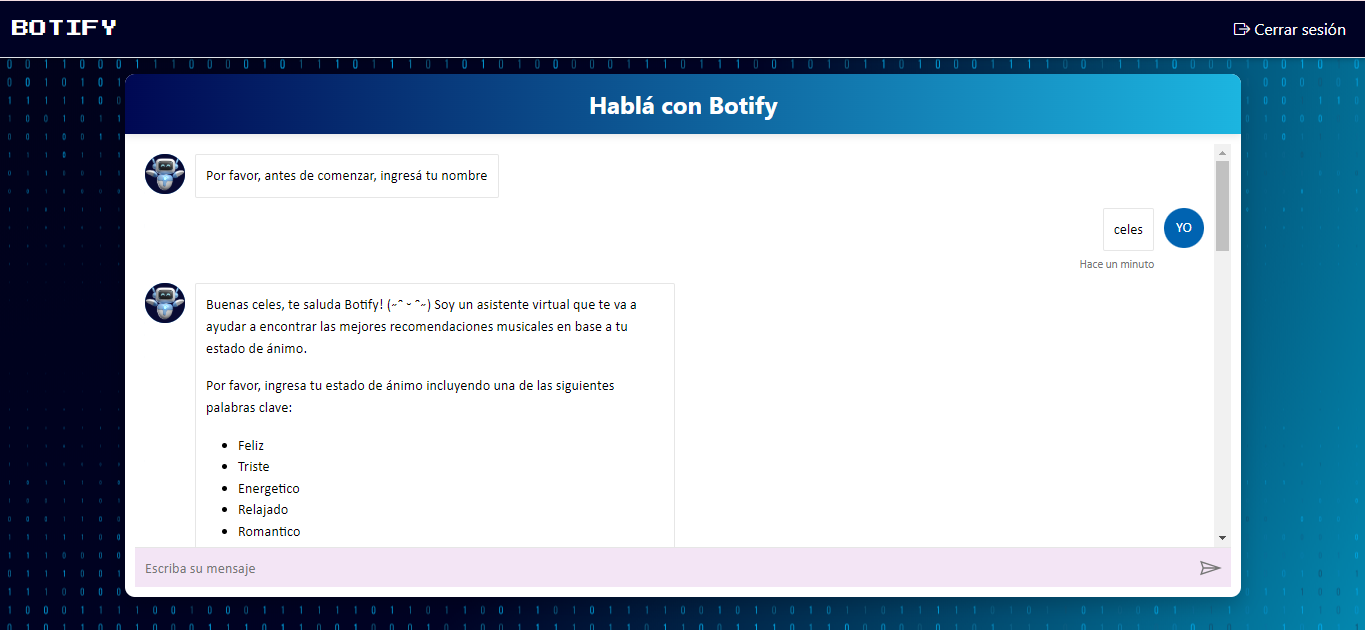 BOTIFY
Cerrar sesión
Hablá con Botify
Por favor, antes de comenzar, ingresá tu nombre
celes
YO
Hace un minuto
Buenas celes, te saluda Botify! (˶ᵔ ᵕ ᵔ˶) Soy un asistente virtual que te va a
ayudar a encontrar las mejores recomendaciones musicales en base a tu
estado de ánimo.
Por favor, ingresa tu estado de ánimo incluyendo una de las siguientes
palabras clave:
• Feliz
• Triste
• Energetico
• Relajado
• Romantico
Escriba su mensaje